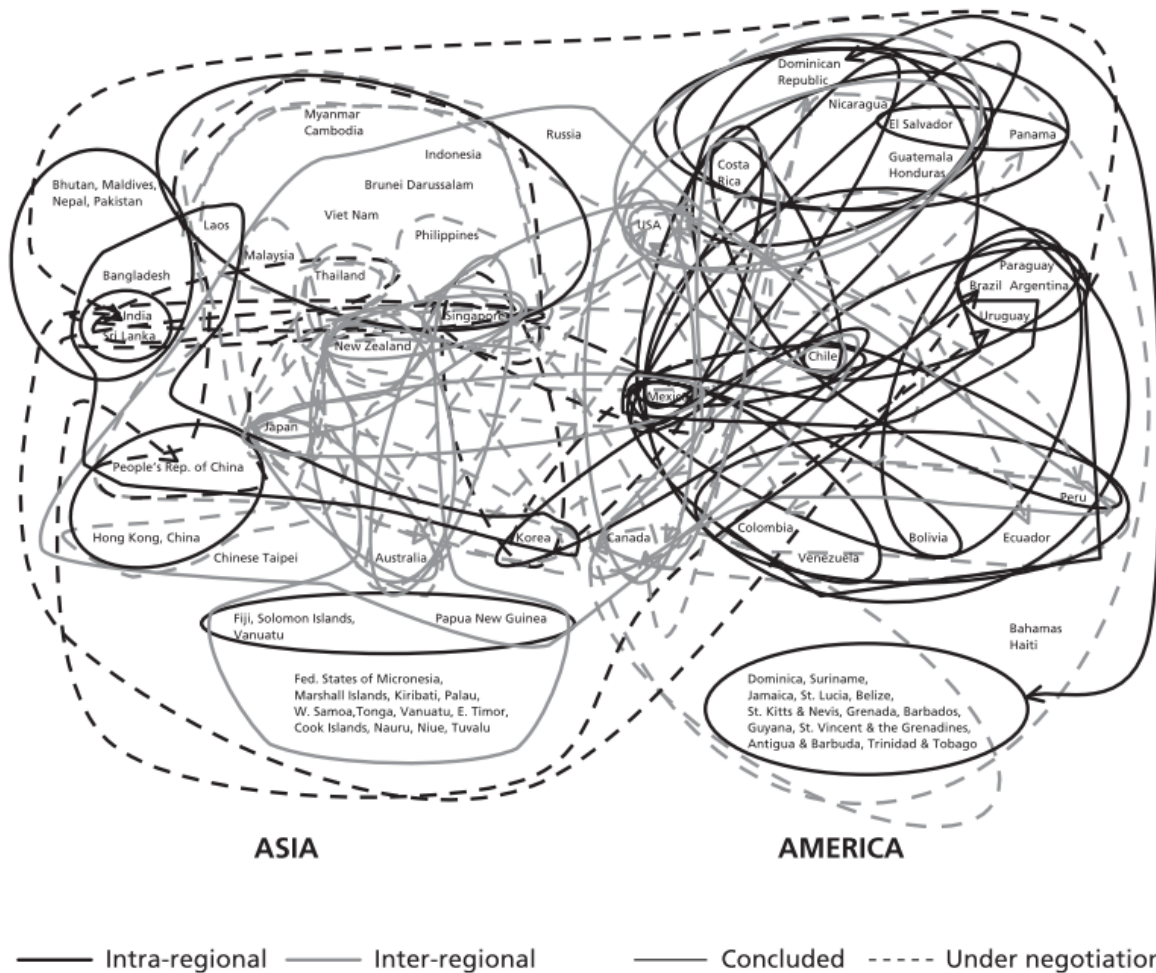 Dominican
Republic
Nicaragua
El Salvador
Panama
Guatemala
Honduras
Costa
Rica
Myanmar
Cambodia
Russia
Indonesia
Brunei Darussalam
Viet Nam
Philippines
Bhutan, Maldives,
Nepal, Pakistan
Laos
Malaysia
Thailand
Bangladesh
India
Sri Lanka
Singapore
New Zealand
USA
Paraguay
Brazil Argentina
Uruguay
Chile
Mexico
Japan
People's Rep. of China
Hong Kong, China
Chinese Taipei
Australia
Korea
Canada
Peru
Colombia
Venezuela
Bolivia
Ecuador
Fiji, Solomon Islands,
Vanuatu
Papua New Guinea
Fed. States of Micronesia,
Marshall Islands, Kiribati, Palau,
W. Samoa,Tonga, Vanuatu, E. Timor,
Cook Islands, Nauru, Niue, Tuvalu
Bahamas
Haiti
Dominica, Suriname,
Jamaica, St. Lucia, Belize,
St. Kitts & Nevis, Grenada, Barbados,
Guyana, St. Vincent & the Grenadines,
Antigua & Barbuda, Trinidad & Tobago
ASIA
AMERICA
Intra-regional
Inter-regional
Concluded
Under negotiation